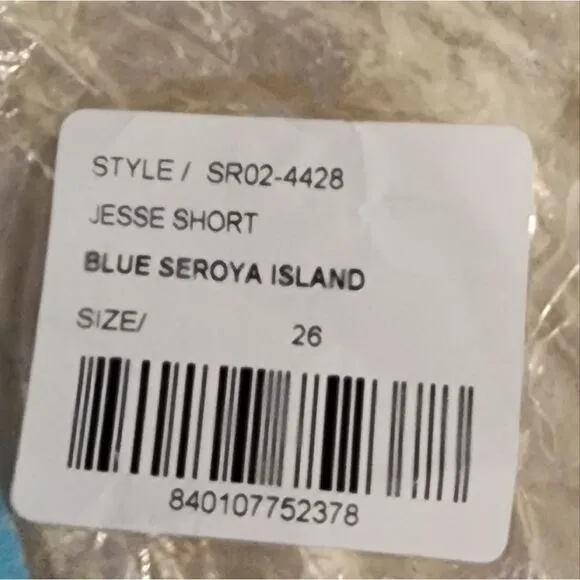 STYLE / SR02-4428
JESSE SHORT
BLUE SEROYA ISLAND
SIZE/ 26
840107752378